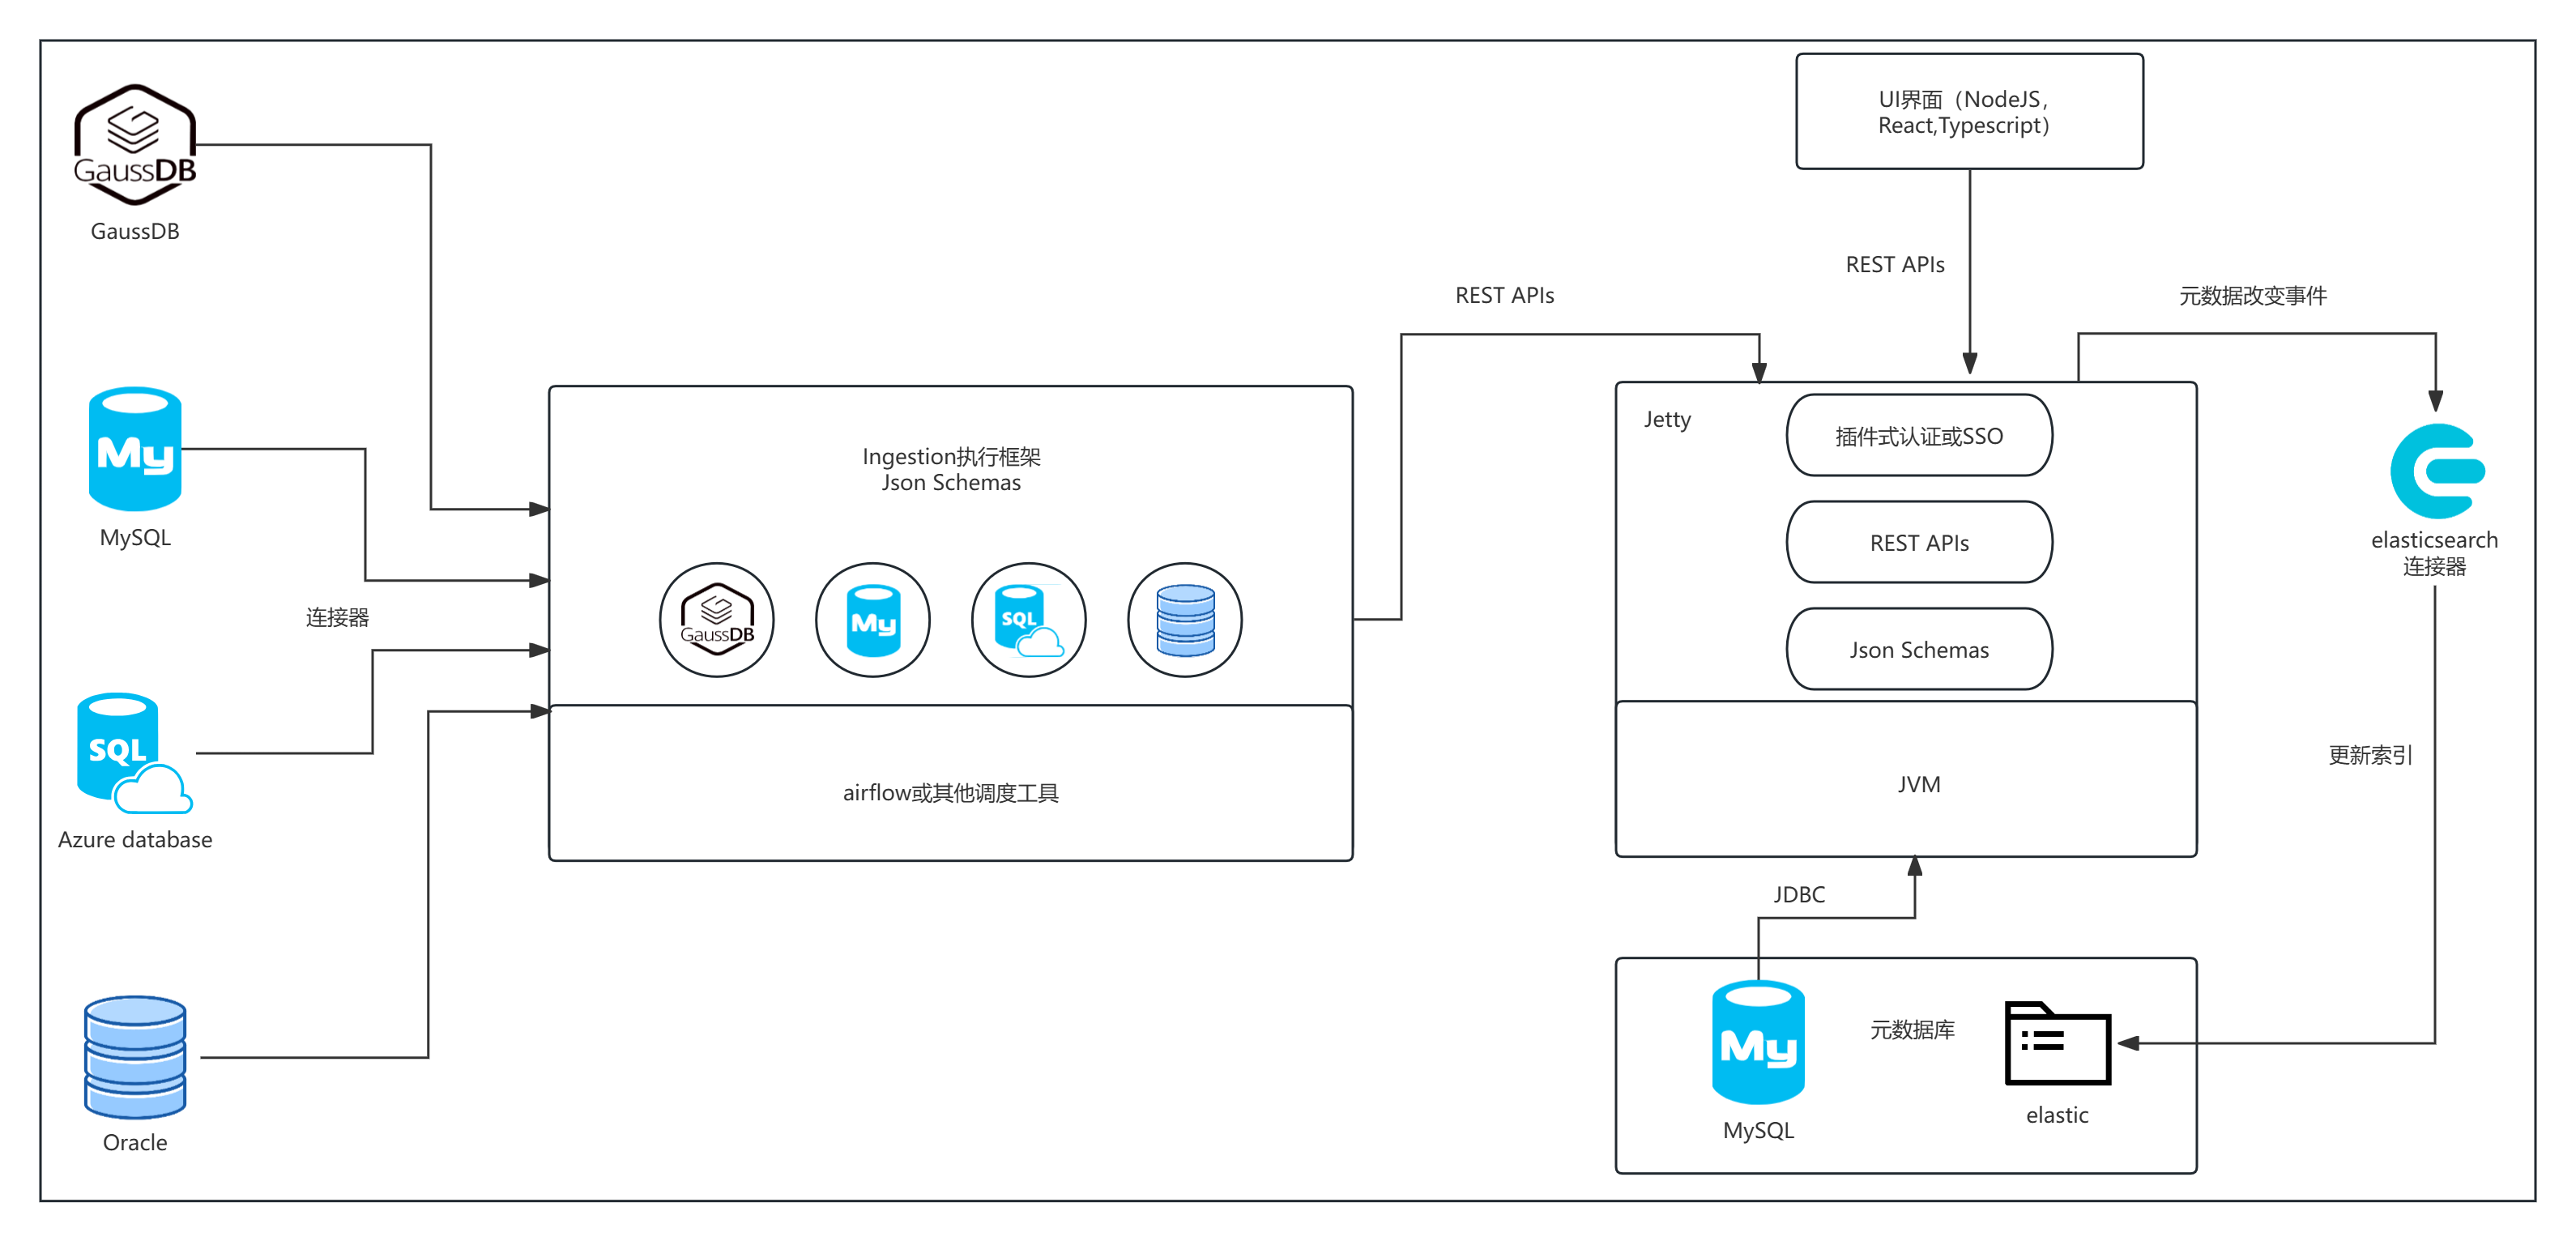 GaussDB
GaussDB
My
MySQL
连接器
SQL
Azure database
Oracle
Ingestion执行框架
Json Schemas
GaussDB
My
SQL
airflow或其他调度工具
REST APIs
UI界面（NodeJS，
React,Typescript）
REST APIs
元数据改变事件
Jetty
插件式认证或SSO
REST APIs
Json Schemas
JVM
elasticsearch
连接器
更新索引
JDBC
My
MySQL
元数据库
elastic